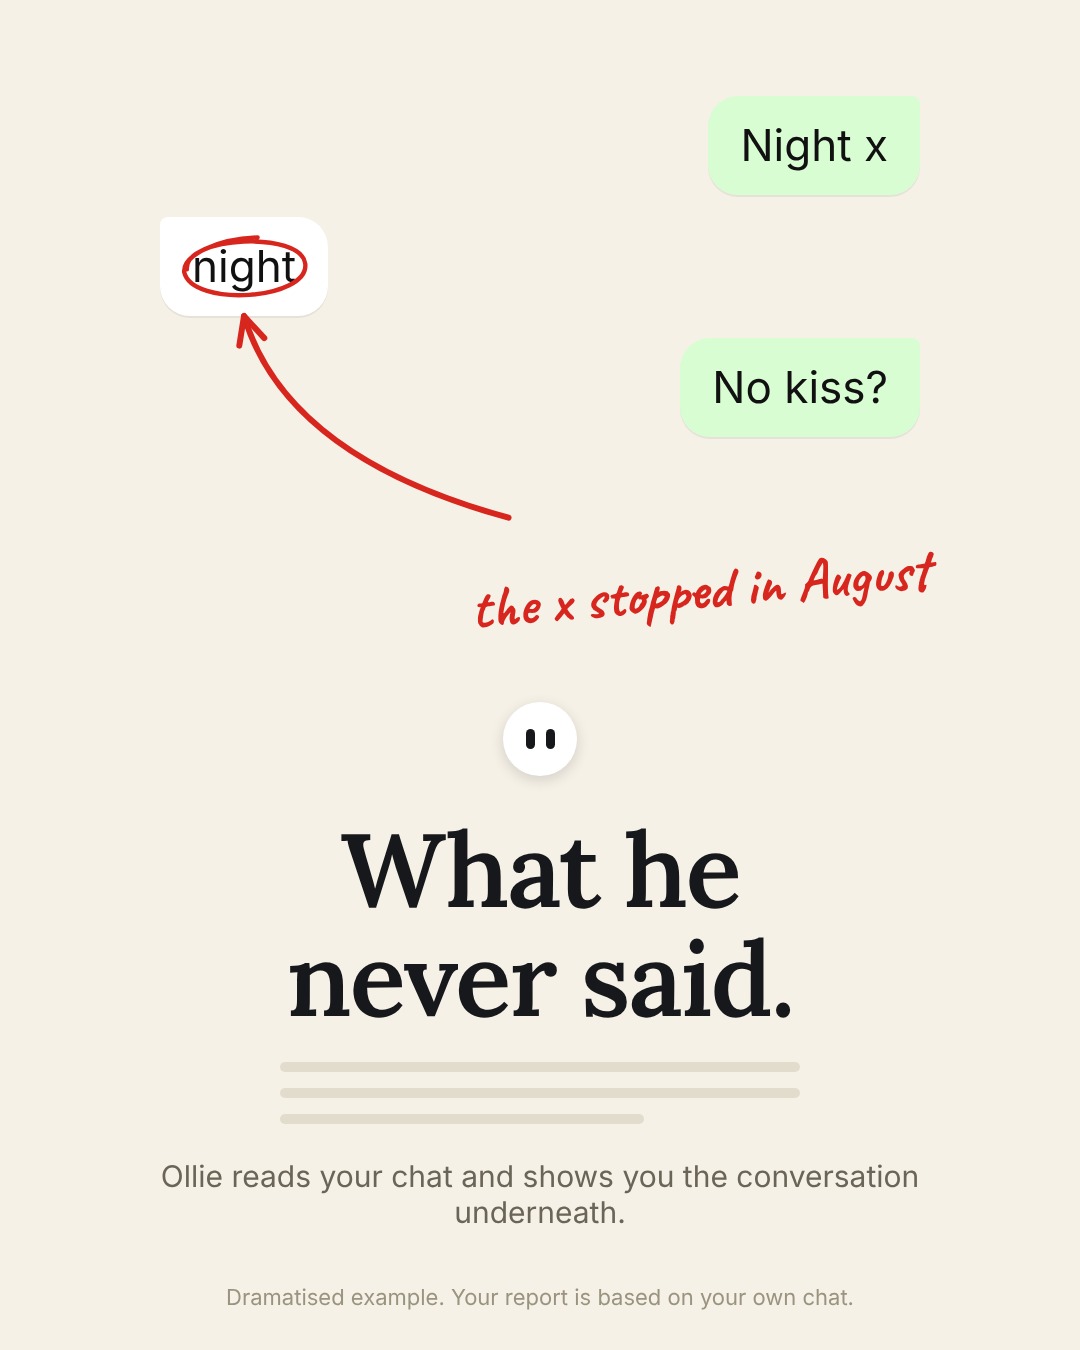 Night x
night
No kiss?
the x stopped in August
What he
never said.
Ollie reads your chat and shows you the conversation
underneath.
Dramatised example. Your report is based on your own chat.